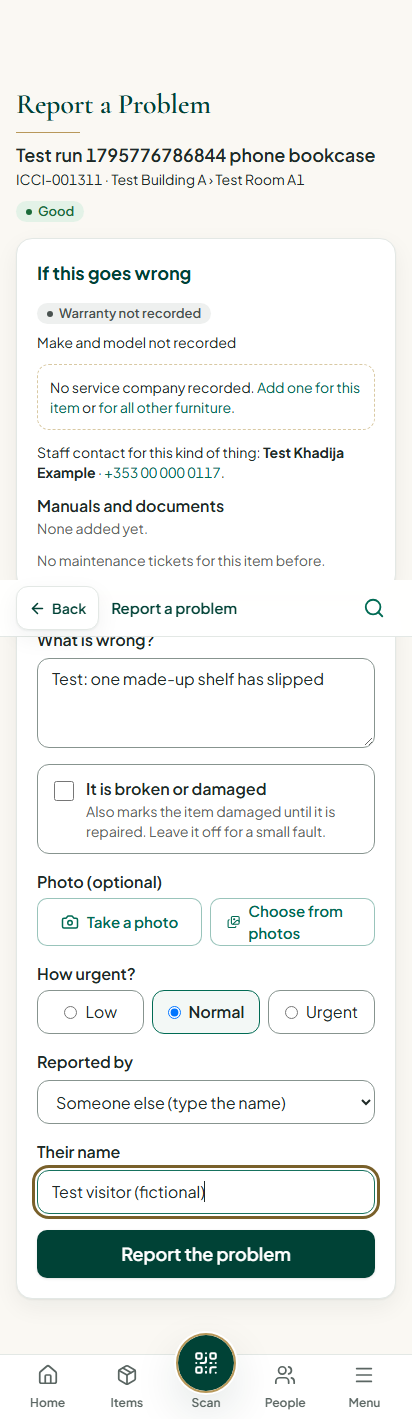 Report a Problem
Test run 1795776786844 phone bookcase
ICCI-001311 · Test Building A › Test Room A1
Good
If this goes wrong
Warranty not recorded
Make and model not recorded
No service company recorded. Add one for this
item or for all other furniture.
Staff contact for this kind of thing: Test Khadija
Example · +353 00 000 0117.
Manuals and documents
None added yet.
No maintenance tickets for this item before.
Back
Report a problem
What is wrong?
Test: one made-up shelf has slipped
It is broken or damaged
Also marks the item damaged until it is
repaired. Leave it off for a small fault.
Photo (optional)
Take a photo
Choose from
photos
How urgent?
Low
Normal
Urgent
Reported by
Someone else (type the name)
Their name
Test visitor (fictional)
Report the problem
Home
Items
Scan
People
Menu